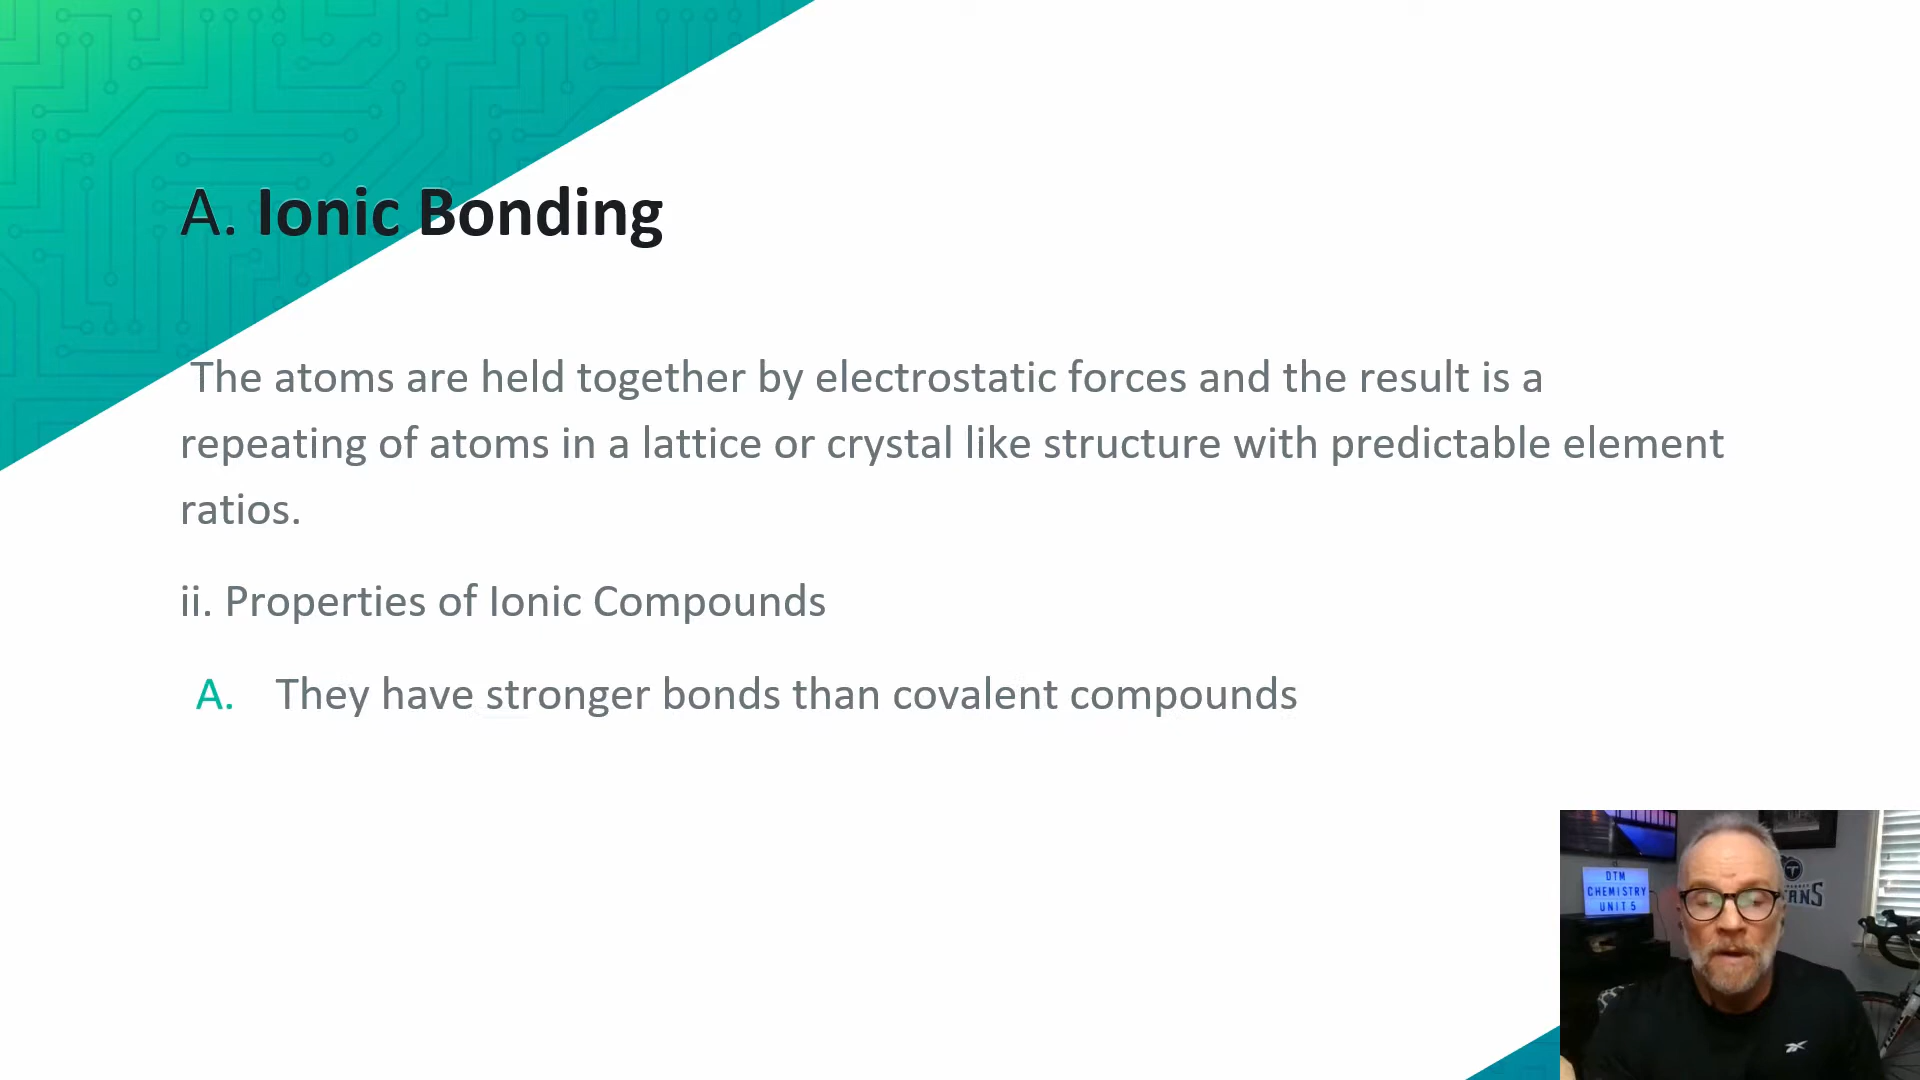 A. Ionic Bonding
The atoms are held together by electrostatic forces and the result is a
repeating of atoms in a lattice or crystal like structure with predictable element
ratios.
ii. Properties of Ionic Compounds
A. They have stronger bonds than covalent compounds
DTM
CHEMISTRY
UNIT 5